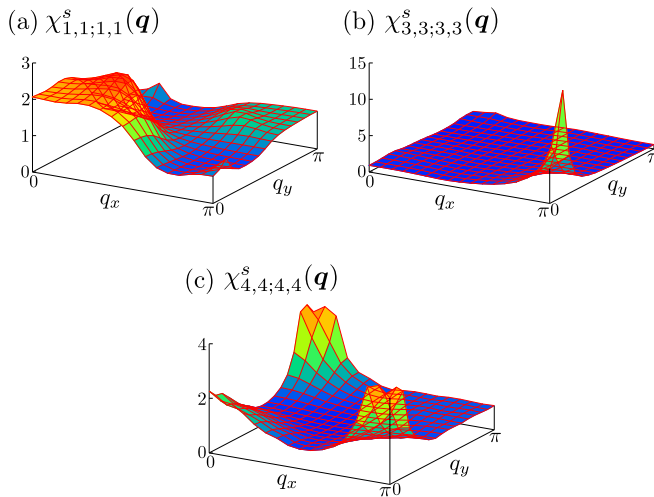 (a) χ^s_{1,1;1,1}(q)
3
2
1
0
0
q_x
π
0
q_y
π
(b) χ^s_{3,3;3,3}(q)
15
10
5
0
0
q_x
π
0
q_y
π
(c) χ^s_{4,4;4,4}(q)
4
2
0
0
q_x
π
0
q_y
π